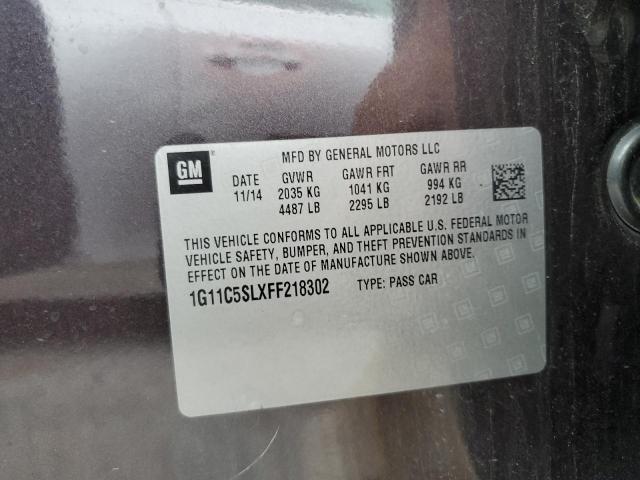 GM
MFD BY GENERAL MOTORS LLC
DATE GVWR GAWR FRT GAWR RR
11/14 2035 KG 1041 KG 994 KG
4487 LB 2295 LB 2192 LB
THIS VEHICLE CONFORMS TO ALL APPLICABLE U.S. FEDERAL MOTOR
VEHICLE SAFETY, BUMPER, AND THEFT PREVENTION STANDARDS IN
EFFECT ON THE DATE OF MANUFACTURE SHOWN ABOVE.
1G11C5SLXFF218302 TYPE: PASS CAR